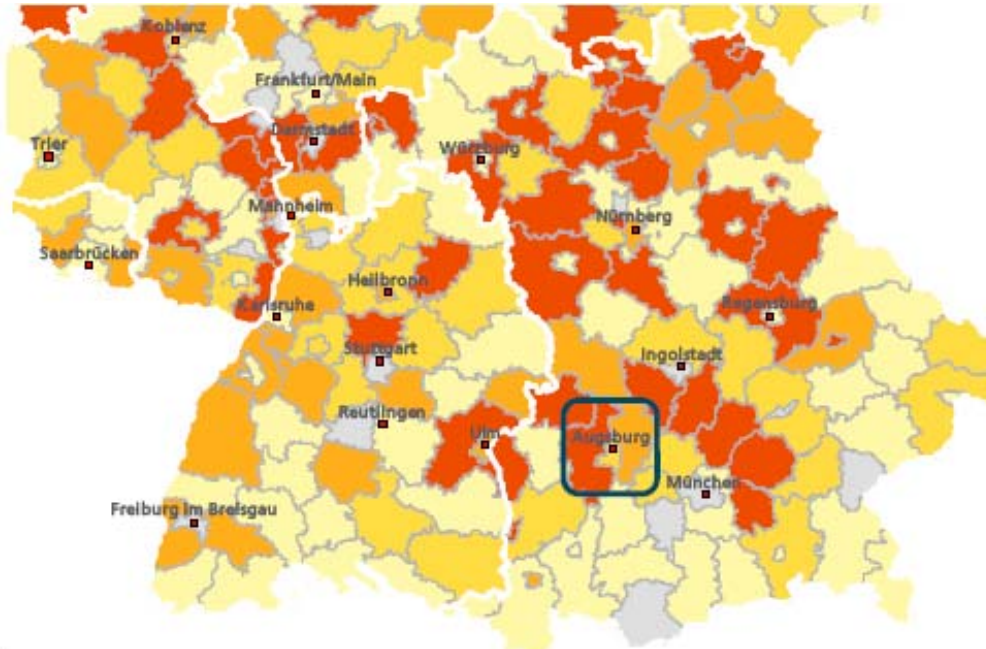 Koblenz
Frankfurt/Main
Darmstadt
Trier
Würzburg
Mannheim
Nürnberg
Saarbrücken
Heilbronn
Karlsruhe
Regensburg
Stuttgart
Ingolstadt
Reutlingen
Ulm
Augsburg
München
Freiburg im Breisgau